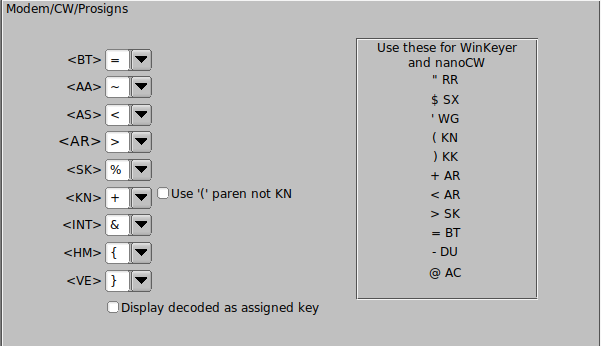 Modem/CW/Prosigns
<BT> =
<AA> ~
<AS> <
<AR> >
<SK> %
<KN> + Use '(' paren not KN
<INT> &
<HM> {
<VE> }
Display decoded as assigned key
Use these for WinKeyer
and nanoCW
" RR
$ SX
' WG
( KN
) KK
+ AR
< AR
> SK
= BT
- DU
@ AC